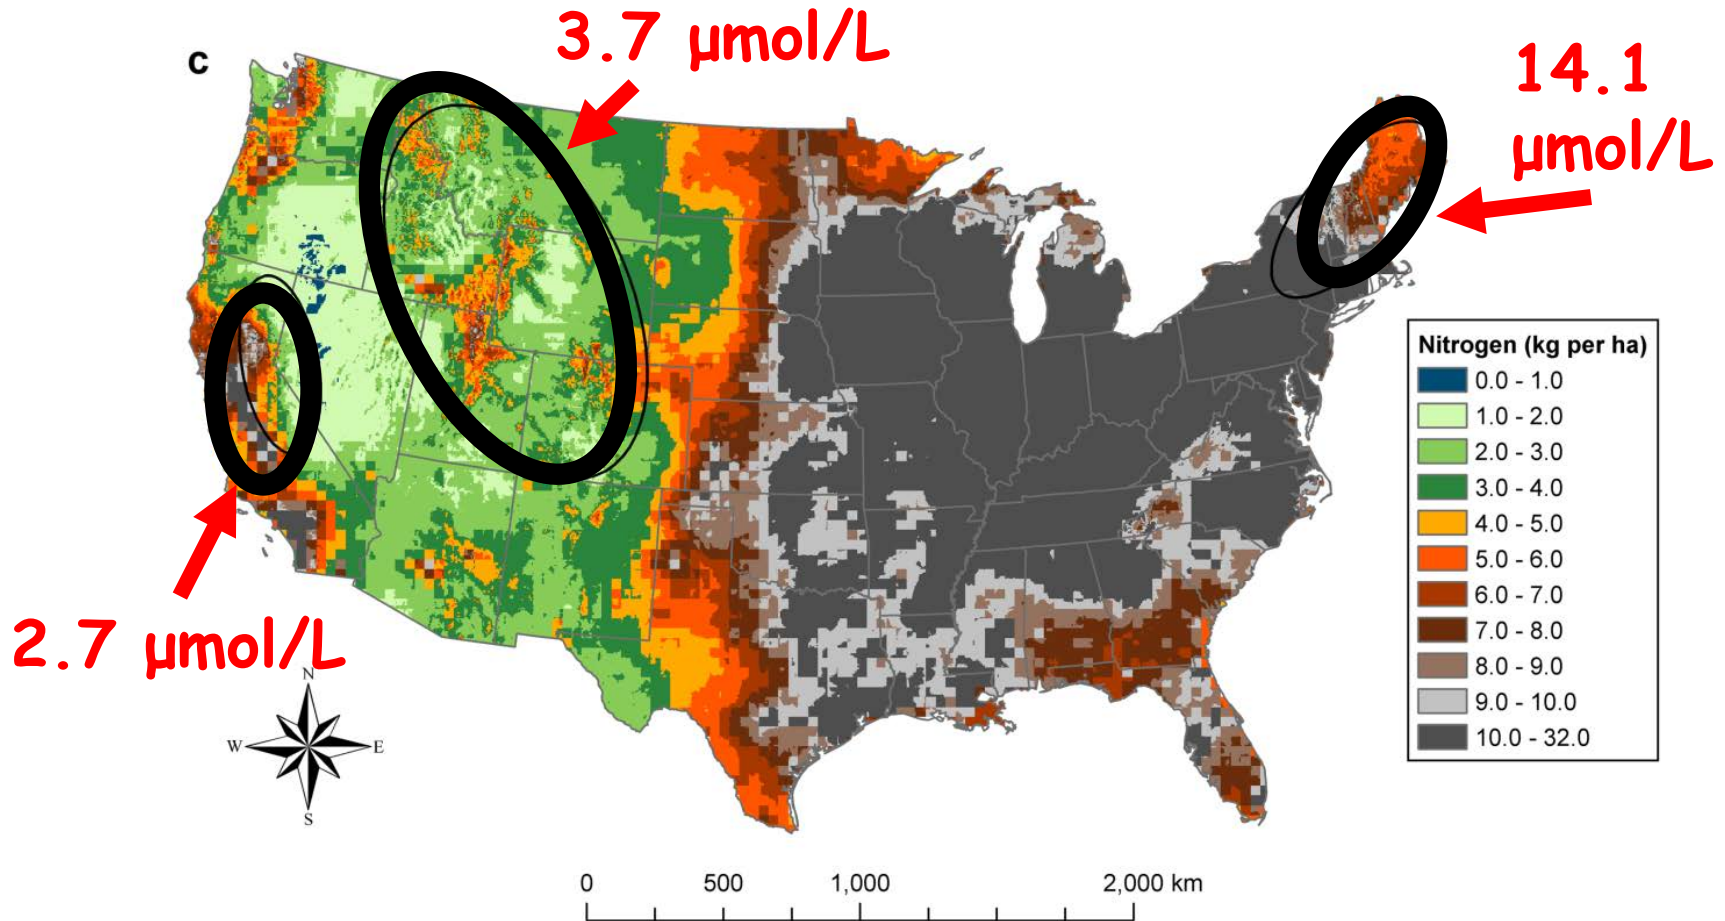 3.7 µmol/L
c
14.1
µmol/L
2.7 µmol/L
N
W
E
S
Nitrogen (kg per ha)
0.0 - 1.0
1.0 - 2.0
2.0 - 3.0
3.0 - 4.0
4.0 - 5.0
5.0 - 6.0
6.0 - 7.0
7.0 - 8.0
8.0 - 9.0
9.0 - 10.0
10.0 - 32.0
0 500 1,000 2,000 km